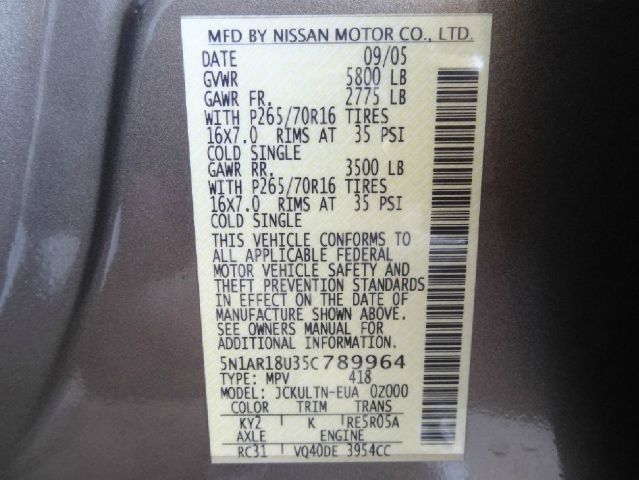 MFD BY NISSAN MOTOR CO., LTD.
DATE 09/05
GVWR 5800 LB
GAWR FR. 2775 LB
WITH P265/70R16 TIRES
16X7.0 RIMS AT 35 PSI
COLD SINGLE
GAWR RR. 3500 LB
WITH P265/70R16 TIRES
16X7.0 RIMS AT 35 PSI
COLD SINGLE
THIS VEHICLE CONFORMS TO
ALL APPLICABLE FEDERAL
MOTOR VEHICLE SAFETY AND
THEFT PREVENTION STANDARDS
IN EFFECT ON THE DATE OF
MANUFACTURE SHOWN ABOVE.
SEE OWNERS MANUAL FOR
ADDITIONAL INFORMATION.
5N1AR18U35C789964
TYPE: MPV 418
MODEL: JCKULTN-EUA 0Z000
COLOR TRIM TRANS
KY2 K RE5R05A
AXLE ENGINE
RC31 VQ40DE 3954CC